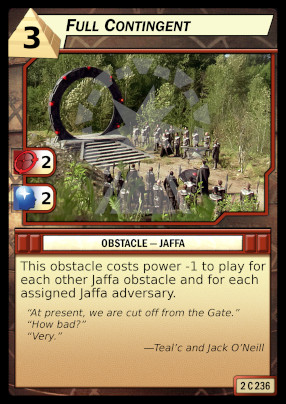 3
FULL CONTINGENT
2
2
OBSTACLE – JAFFA
This obstacle costs power -1 to play for
each other Jaffa obstacle and for each
assigned Jaffa adversary.
"At present, we are cut off from the Gate."
"How bad?"
"Very."
—Teal'c and Jack O'Neill
2 C 236